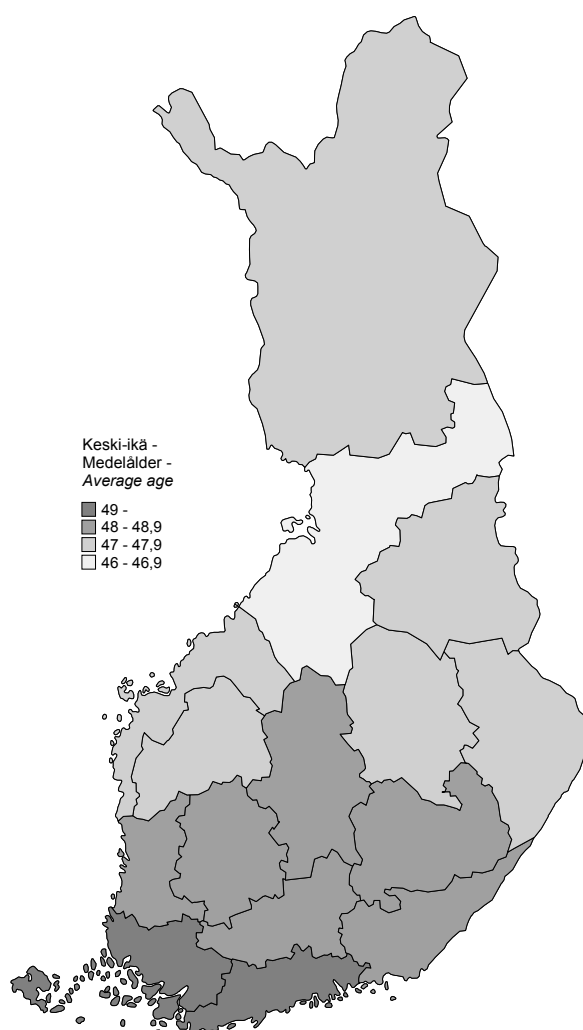 Keski-ikä -
Medelålder -
Average age
49 -
48 - 48,9
47 - 47,9
46 - 46,9